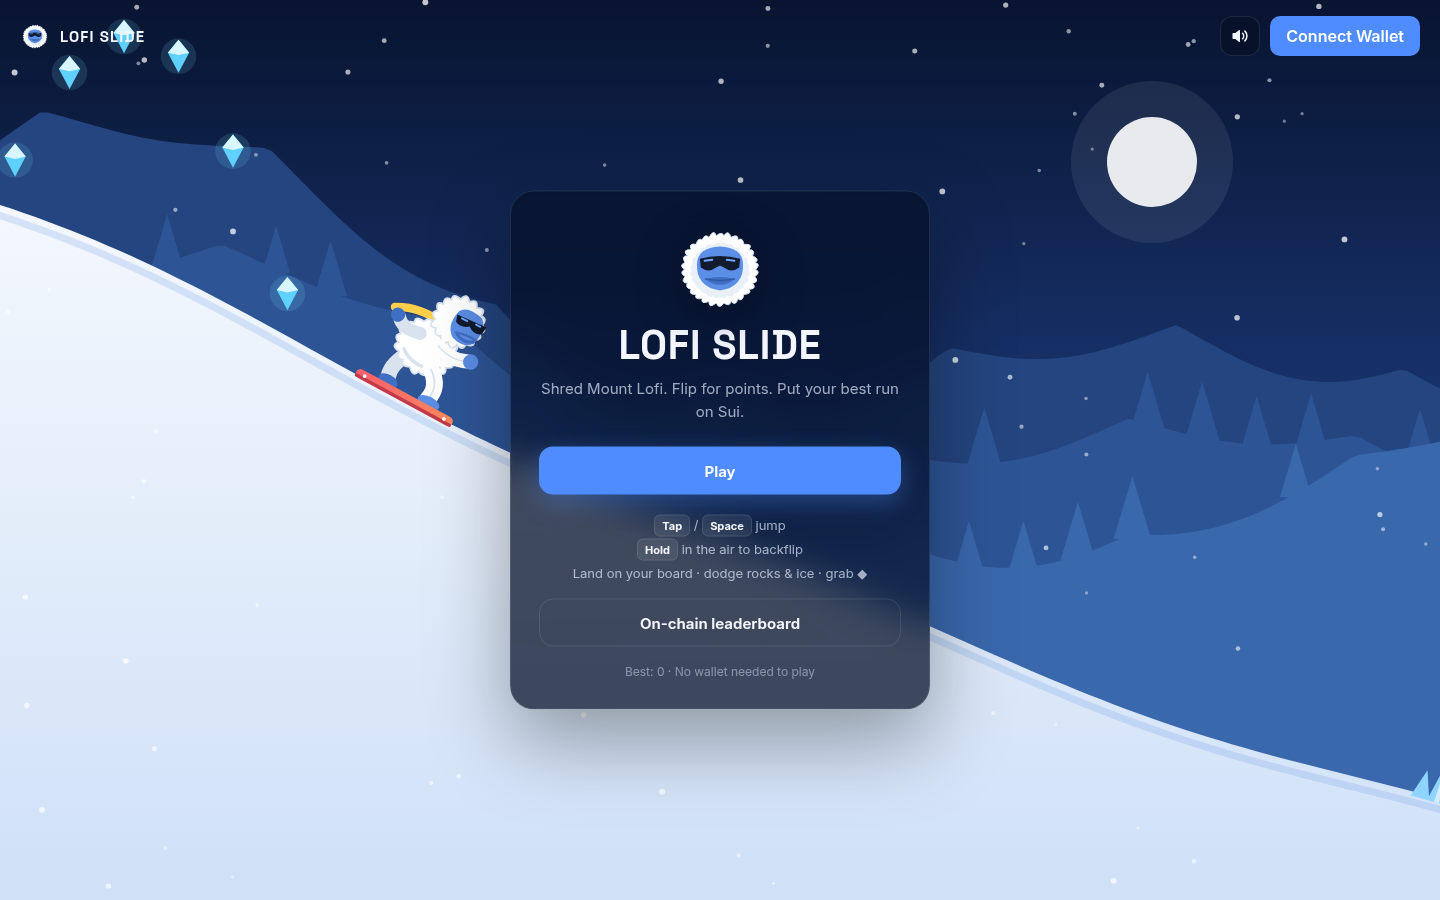 LOFI SLIDE
Connect Wallet
LOFI SLIDE
Shred Mount Lofi. Flip for points. Put your best run
on Sui.
Play
Tap / Space jump
Hold in the air to backflip
Land on your board · dodge rocks & ice · grab ◆
On-chain leaderboard
Best: 0 · No wallet needed to play